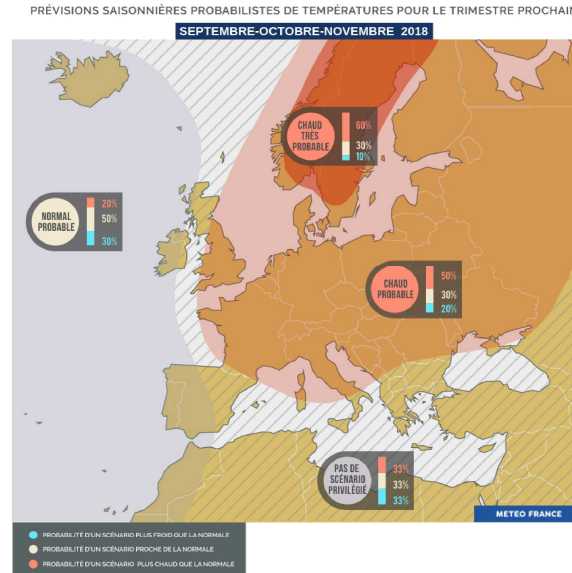 PRÉVISIONS SAISONNIÈRES PROBABILISTES DE TEMPÉRATURES POUR LE TRIMESTRE PROCHAIN
SEPTEMBRE-OCTOBRE-NOVEMBRE 2018
CHAUD
TRÈS
PROBABLE
60%
30%
10%
NORMAL
PROBABLE
20%
50%
30%
CHAUD
PROBABLE
50%
30%
20%
PAS DE
SCÉNARIO
PRIVILÉGIÉ
33%
33%
33%
METEO FRANCE
PROBABILITÉ D'UN SCÉNARIO PLUS FROID QUE LA NORMALE
PROBABILITÉ D'UN SCÉNARIO PROCHE DE LA NORMALE
PROBABILITÉ D'UN SCÉNARIO PLUS CHAUD QUE LA NORMALE